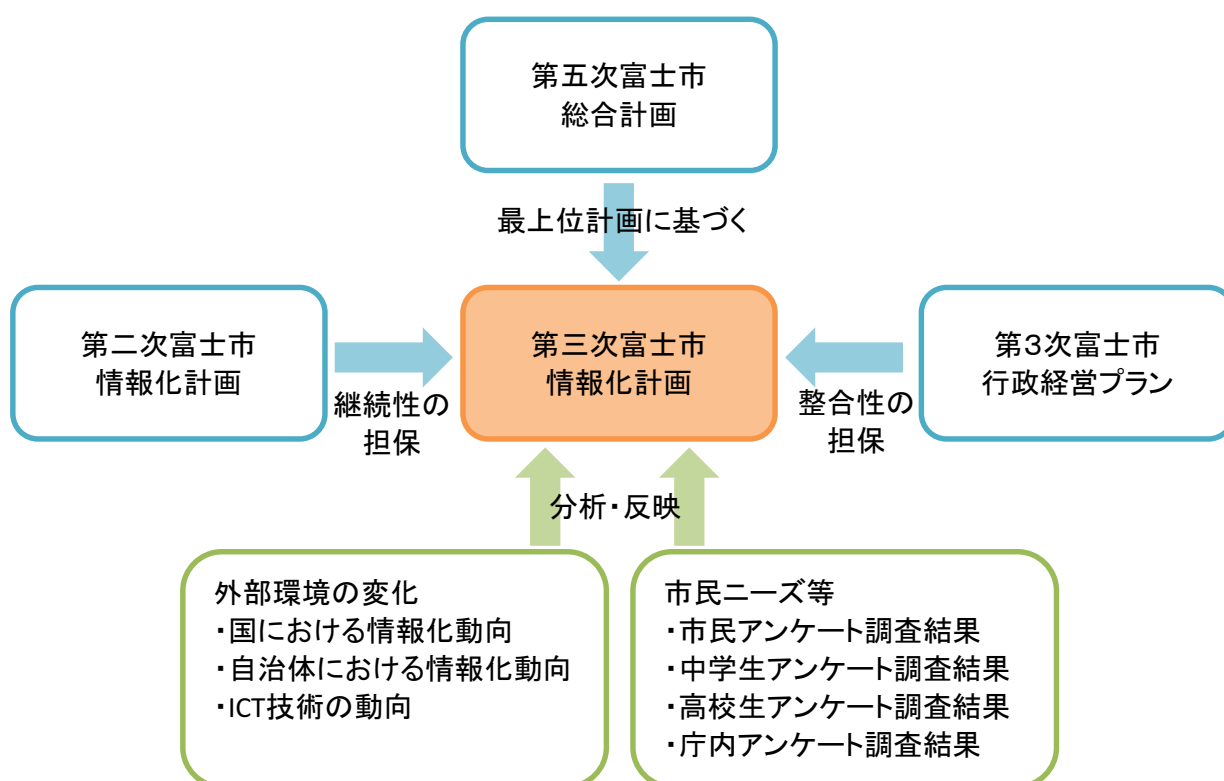 第五次富士市
総合計画
最上位計画に基づく
第二次富士市
情報化計画
継続性の
担保
第三次富士市
情報化計画
整合性の
担保
第3次富士市
行政経営プラン
分析・反映
外部環境の変化
・国における情報化動向
・自治体における情報化動向
・ICT技術の動向
市民ニーズ等
・市民アンケート調査結果
・中学生アンケート調査結果
・高校生アンケート調査結果
・庁内アンケート調査結果